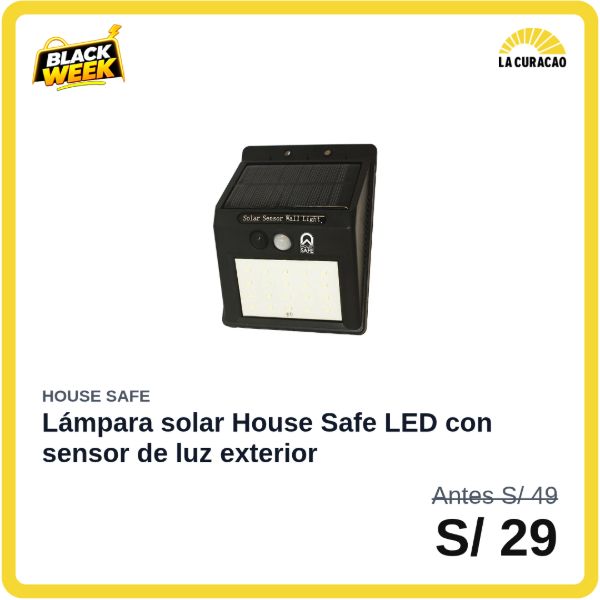 BLACK
WEEK
LA CURACAO
Solar Sensor Wall Light
SAFE
HOUSE SAFE
Lámpara solar House Safe LED con
sensor de luz exterior
Antes S/ 49
S/ 29